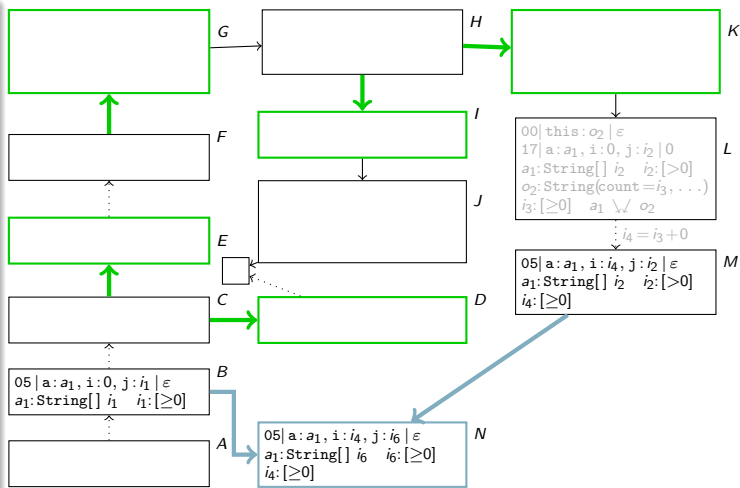 G
H
K
I
F
00| this: o₂ | ε
17| a: a₁, i:0, j: i₂ | 0
a₁: String[] i₂ i₂: [>0]
o₂: String(count=i₃, ...)
i₃: [≥0] a₁ ↘↙ o₂
L
J
E
i₄ = i₃+0
05| a: a₁, i: i₄, j: i₂ | ε
a₁: String[] i₂ i₂: [>0]
i₄: [≥0]
M
C
D
05| a: a₁, i:0, j: i₁ | ε
a₁: String[] i₁ i₁: [≥0]
B
05| a: a₁, i: i₄, j: i₆ | ε
a₁: String[] i₆ i₆: [≥0]
i₄: [≥0]
N
A